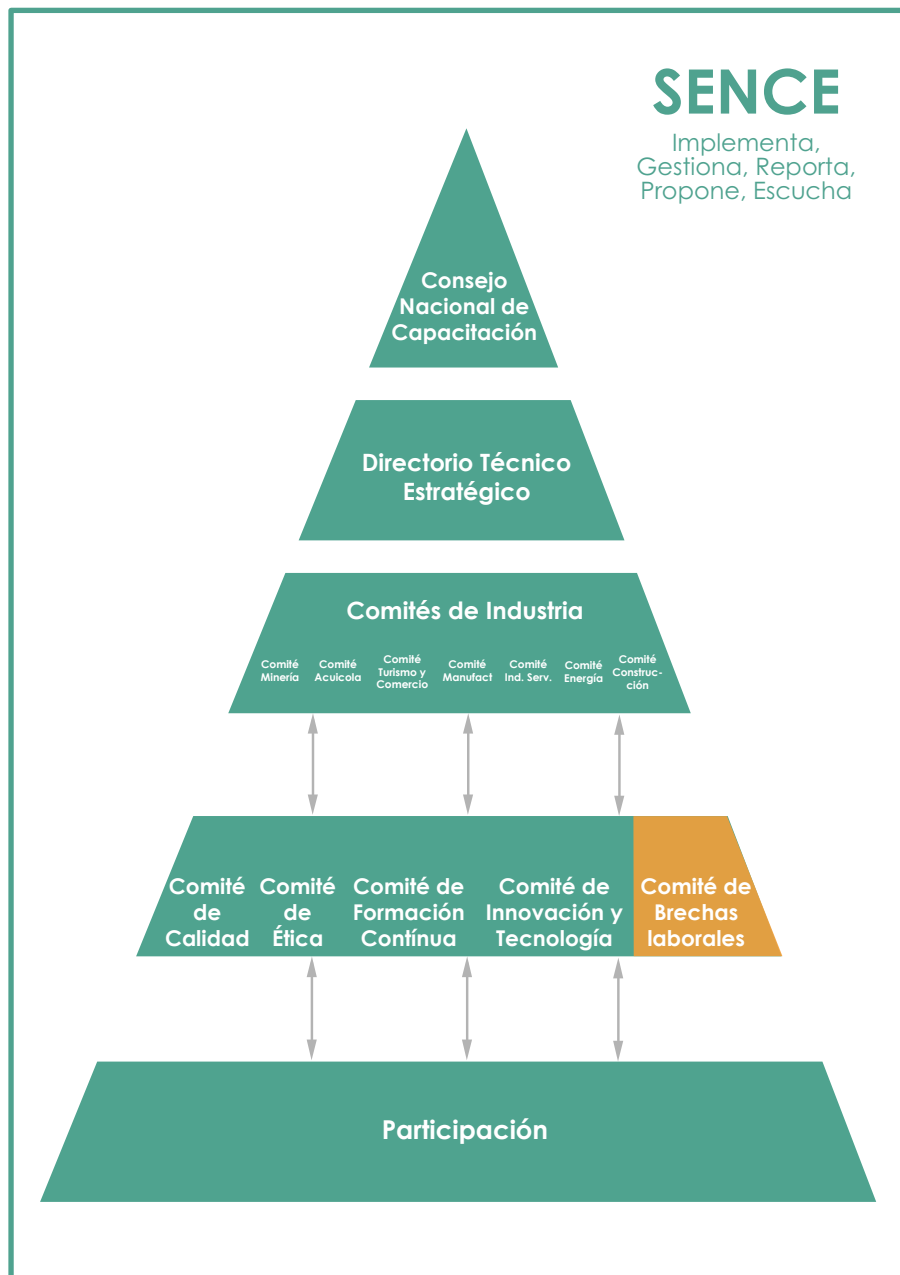 SENCE
Implementa,
Gestiona, Reporta,
Propone, Escucha
Consejo
Nacional de
Capacitación
Directorio Técnico
Estratégico
Comités de Industria
Comité
Minería
Comité
Acuicola
Comité
Turismo y
Comercio
Comité
Manufact
Comité
Ind. Serv.
Comité
Energía
Comité
Construc-
ción
Comité
de
Calidad
Comité
de
Ética
Comité de
Formación
Contínua
Comité de
Innovación y
Tecnología
Comité de
Brechas
laborales
Participación